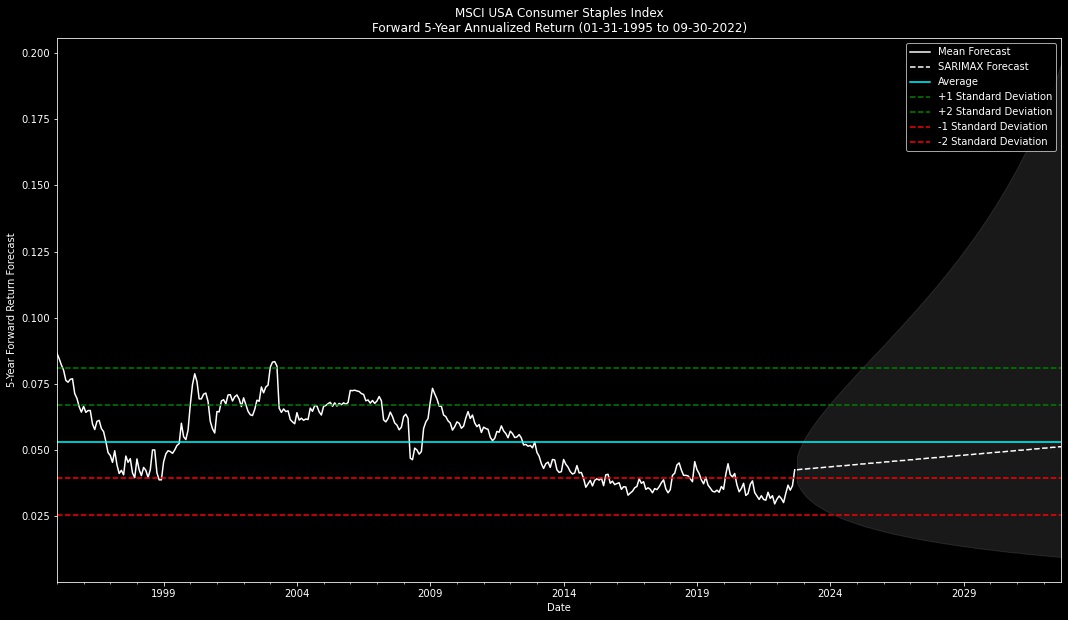 MSCI USA Consumer Staples Index
Forward 5-Year Annualized Return (01-31-1995 to 09-30-2022)
Mean Forecast
SARIMAX Forecast
Average
+1 Standard Deviation
+2 Standard Deviation
-1 Standard Deviation
-2 Standard Deviation
5-Year Forward Return Forecast
0.200
0.175
0.150
0.125
0.100
0.075
0.050
0.025
1999 2004 2009 2014 2019 2024 2029
Date